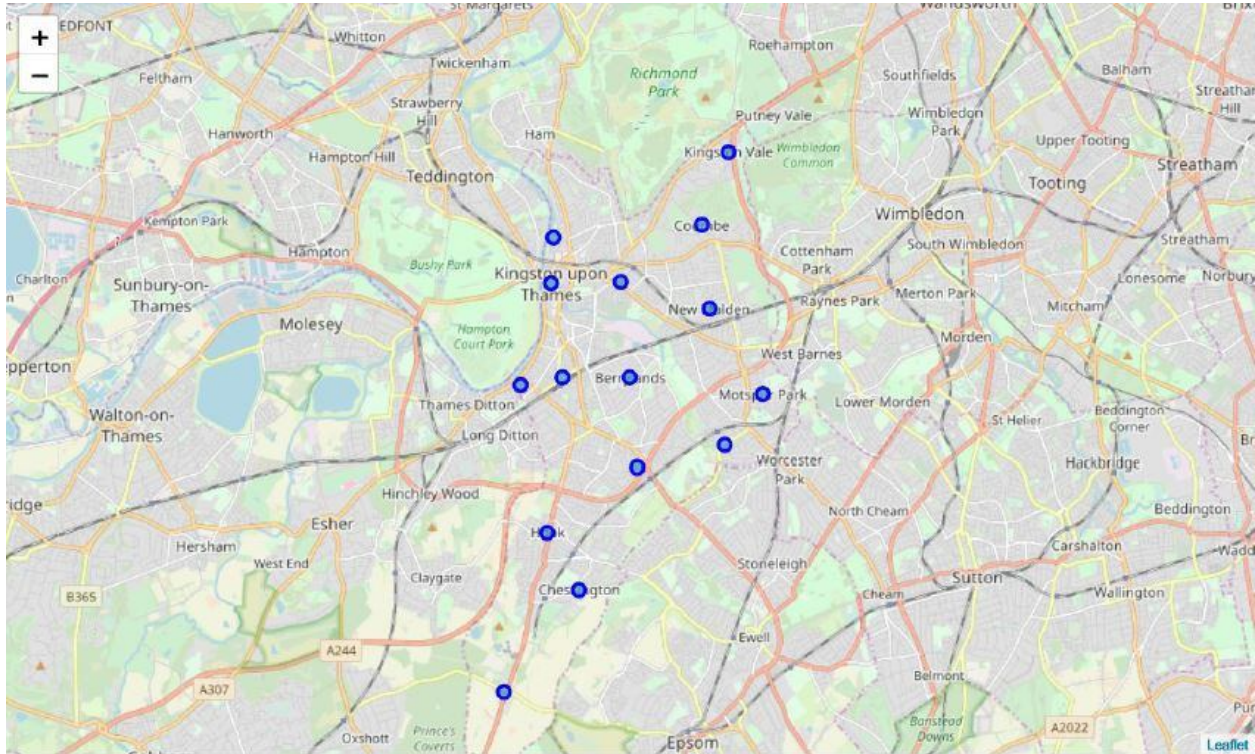 St Margarets
Wandsworth
EDFONT
+
Whitton
Roehampton
Twickenham
Balham
Feltham
−
Richmond
Park
Southfields
Streatham
Strawberry
Hill
Putney Vale
Wimbledon
Park
Hanworth
Ham
Upper Tooting
Hampton Hill
Wimbledon
Common
Streatham
Teddington
Tooting
Wimbledon
Kempton Park
South Wimbledon
Streatham
Hampton
Cottenham
Park
Bushy Park
Charlton
Kingston upon
Thames
Lonesome
Norbury
Sunbury-on-
Thames
Raynes Park
Merton Park
Mitcham
Molesey
Hampton
Court Park
Morden
West Barnes
epperton
Thames Ditton
Lower Morden
Walton-on-
Thames
St Helier
Beddington
Corner
Long Ditton
Worcester
Park
Hackbridge
Hinchley Wood
ridge
North Cheam
Beddington
Esher
Hersham
Carshalton
West End
Stoneleigh
Claygate
Sutton
B365
Cheam
Wallington
Ewell
A244
Belmont
A307
Banstead
Downs
A2022
Oxshott
Prince's
Coverts
Epsom
Leaflet